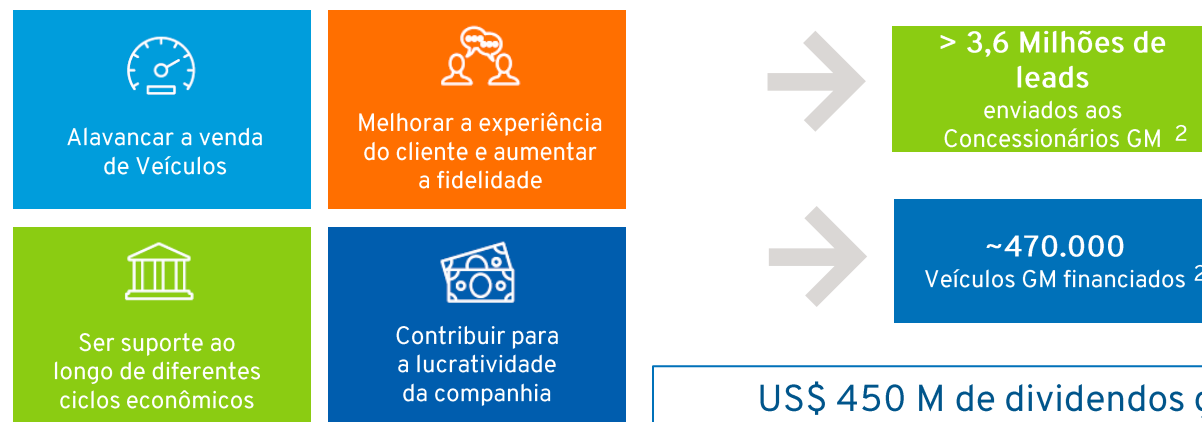 Alavancar a venda
de Veículos
Melhorar a experiência
do cliente e aumentar
a fidelidade
Ser suporte ao
longo de diferentes
ciclos econômicos
Contribuir para
a lucratividade
da companhia
> 3,6 Milhões de
leads
enviados aos
Concessionários GM 2
~470.000
Veículos GM financiados 2
US$ 450 M de dividendos